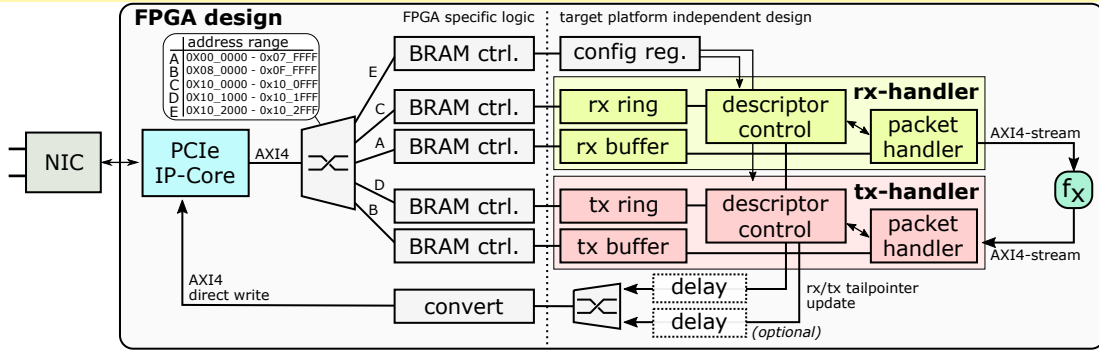 FPGA design
FPGA specific logic
target platform independent design
address range
A 0X00_0000 - 0x07_FFFF
B 0X08_0000 - 0x0F_FFFF
C 0X10_0000 - 0x10_0FFF
D 0X10_1000 - 0x10_1FFF
E 0X10_2000 - 0x10_2FFF
E
BRAM ctrl.
config reg.
C
BRAM ctrl.
rx ring
descriptor
control
rx-handler
A
BRAM ctrl.
rx buffer
packet
handler
AXI4-stream
NIC
PCIe
IP-Core
AXI4
fx
D
BRAM ctrl.
tx ring
descriptor
control
tx-handler
B
BRAM ctrl.
tx buffer
packet
handler
AXI4-stream
AXI4
direct write
convert
delay
delay
(optional)
rx/tx tailpointer
update